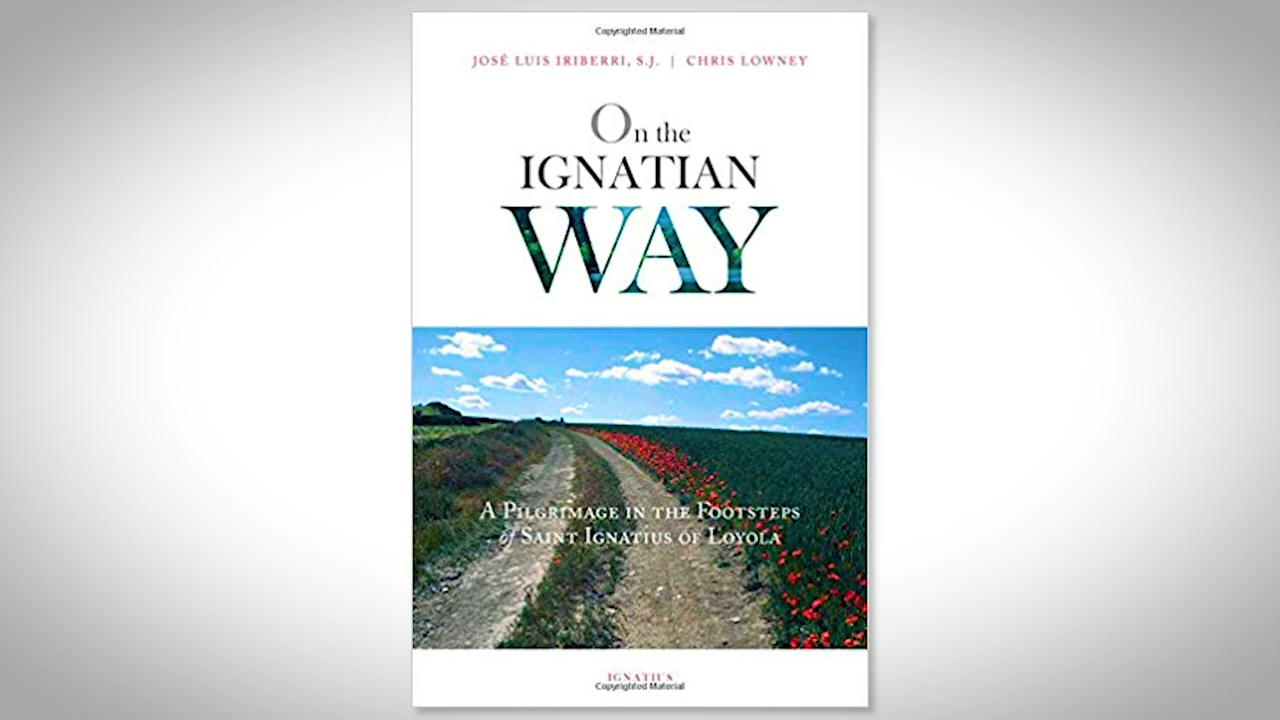 Copyrighted Material
JOSÉ LUIS IRIBERRI, S.J. | CHRIS LOWNEY
On the
IGNATIAN
WAY
A PILGRIMAGE IN THE FOOTSTEPS
of SAINT IGNATIUS OF LOYOLA
IGNATIUS
Copyrighted Material